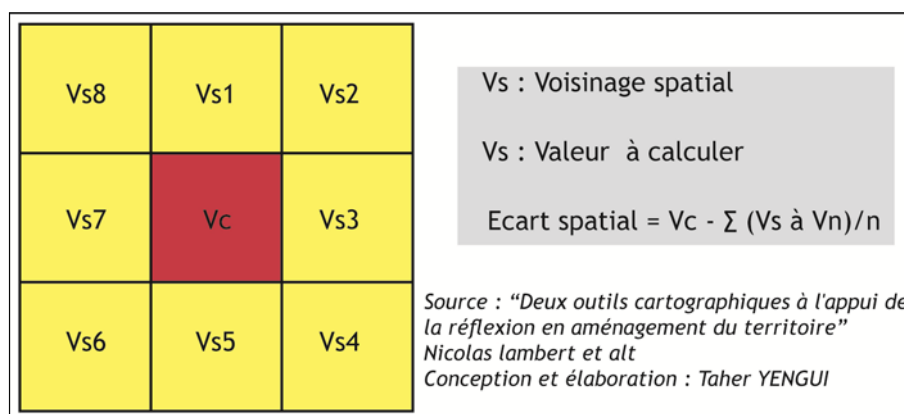 Vs8 Vs1 Vs2
Vs7 Vc Vs3
Vs6 Vs5 Vs4
Vs : Voisinage spatial
Vs : Valeur à calculer
Ecart spatial = Vc - Σ (Vs à Vn)/n
Source : “Deux outils cartographiques à l'appui de
la réflexion en aménagement du territoire”
Nicolas lambert et alt
Conception et élaboration : Taher YENGUI